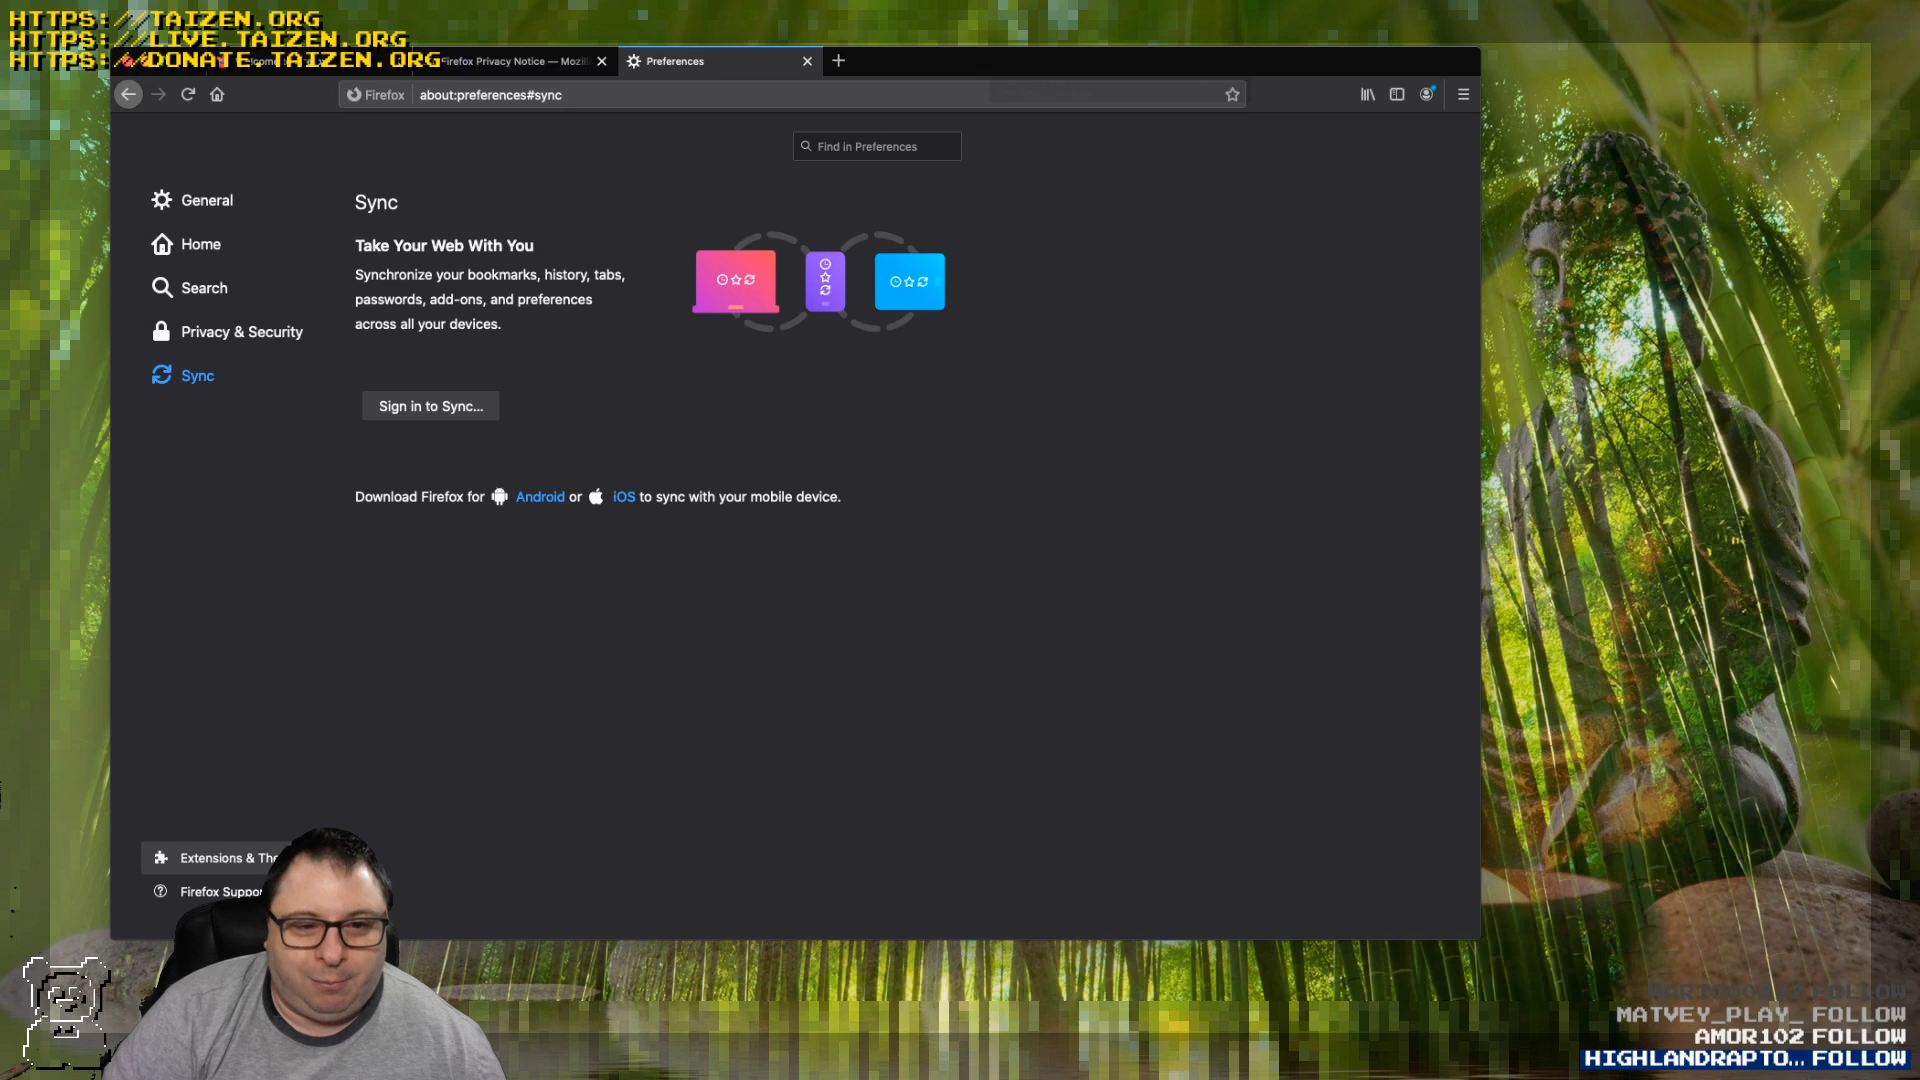 HTTPS://TAIZEN.ORG
HTTPS://LIVE.TAIZEN.ORG
HTTPS://DONATE.TAIZEN.ORG
Firefox Privacy Notice — Mozil
Preferences
Firefox
about:preferences#sync
Find in Preferences
General
Home
Search
Privacy & Security
Sync
Sync
Take Your Web With You
Synchronize your bookmarks, history, tabs,
passwords, add-ons, and preferences
across all your devices.
Sign in to Sync...
Download Firefox for Android or iOS to sync with your mobile device.
Extensions & The
Firefox Suppor
MATVEY_PLAY_ FOLLOW
AMOR102 FOLLOW
HIGHLANDRAPTO... FOLLOW